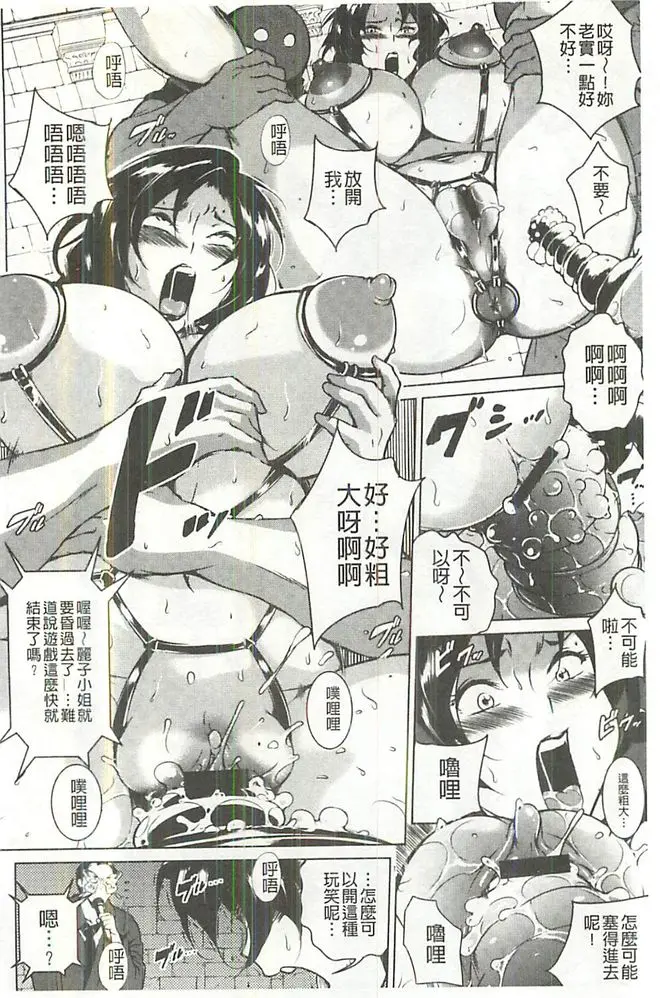 哎呀～！妳
老實一點好
不好…
呼唔
不要～
放開
我…
呼唔
嗯唔唔唔
唔唔唔…
啊啊啊
啊啊…
好…好粗
大呀啊啊
不～不可
以呀～
喔喔～麗子小姐就
要昏過去了―…難
道說遊戲這麼快就
結束了嗎？
噗哩哩
噗哩哩
不可能
啦…
這麼粗大…
嚕哩
嚕哩
怎麼可能
塞得進去
呢！
…怎麼可
以開這種
玩笑呢…
呼唔
呼唔
嗯…？